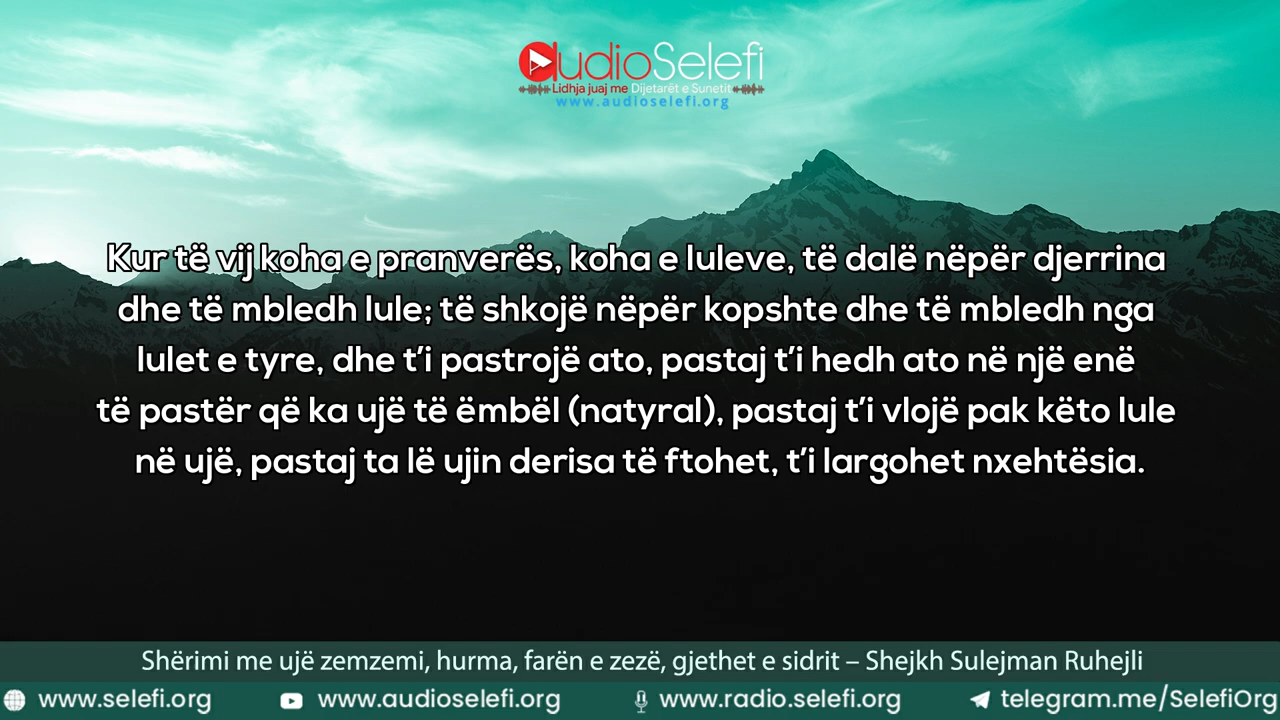 audioSelefi
Lidhja juaj me Dijetarët e Sunetit
www.audioselefi.org
Kur të vij koha e pranverës, koha e luleve, të dalë nëpër djerrina
dhe të mbledh lule; të shkojë nëpër kopshte dhe të mbledh nga
lulet e tyre, dhe t’i pastrojë ato, pastaj t’i hedh ato në një enë
të pastër që ka ujë të ëmbël (natyral), pastaj t’i vlojë pak këto lule
në ujë, pastaj ta lë ujin derisa të ftohet, t’i largohet nxehtësia.
Shërimi me ujë zemzemi, hurma, farën e zezë, gjethet e sidrit – Shejkh Sulejman Ruhejli
www.selefi.org www.audioselefi.org www.radio.selefi.org telegram.me/SelefiOrg